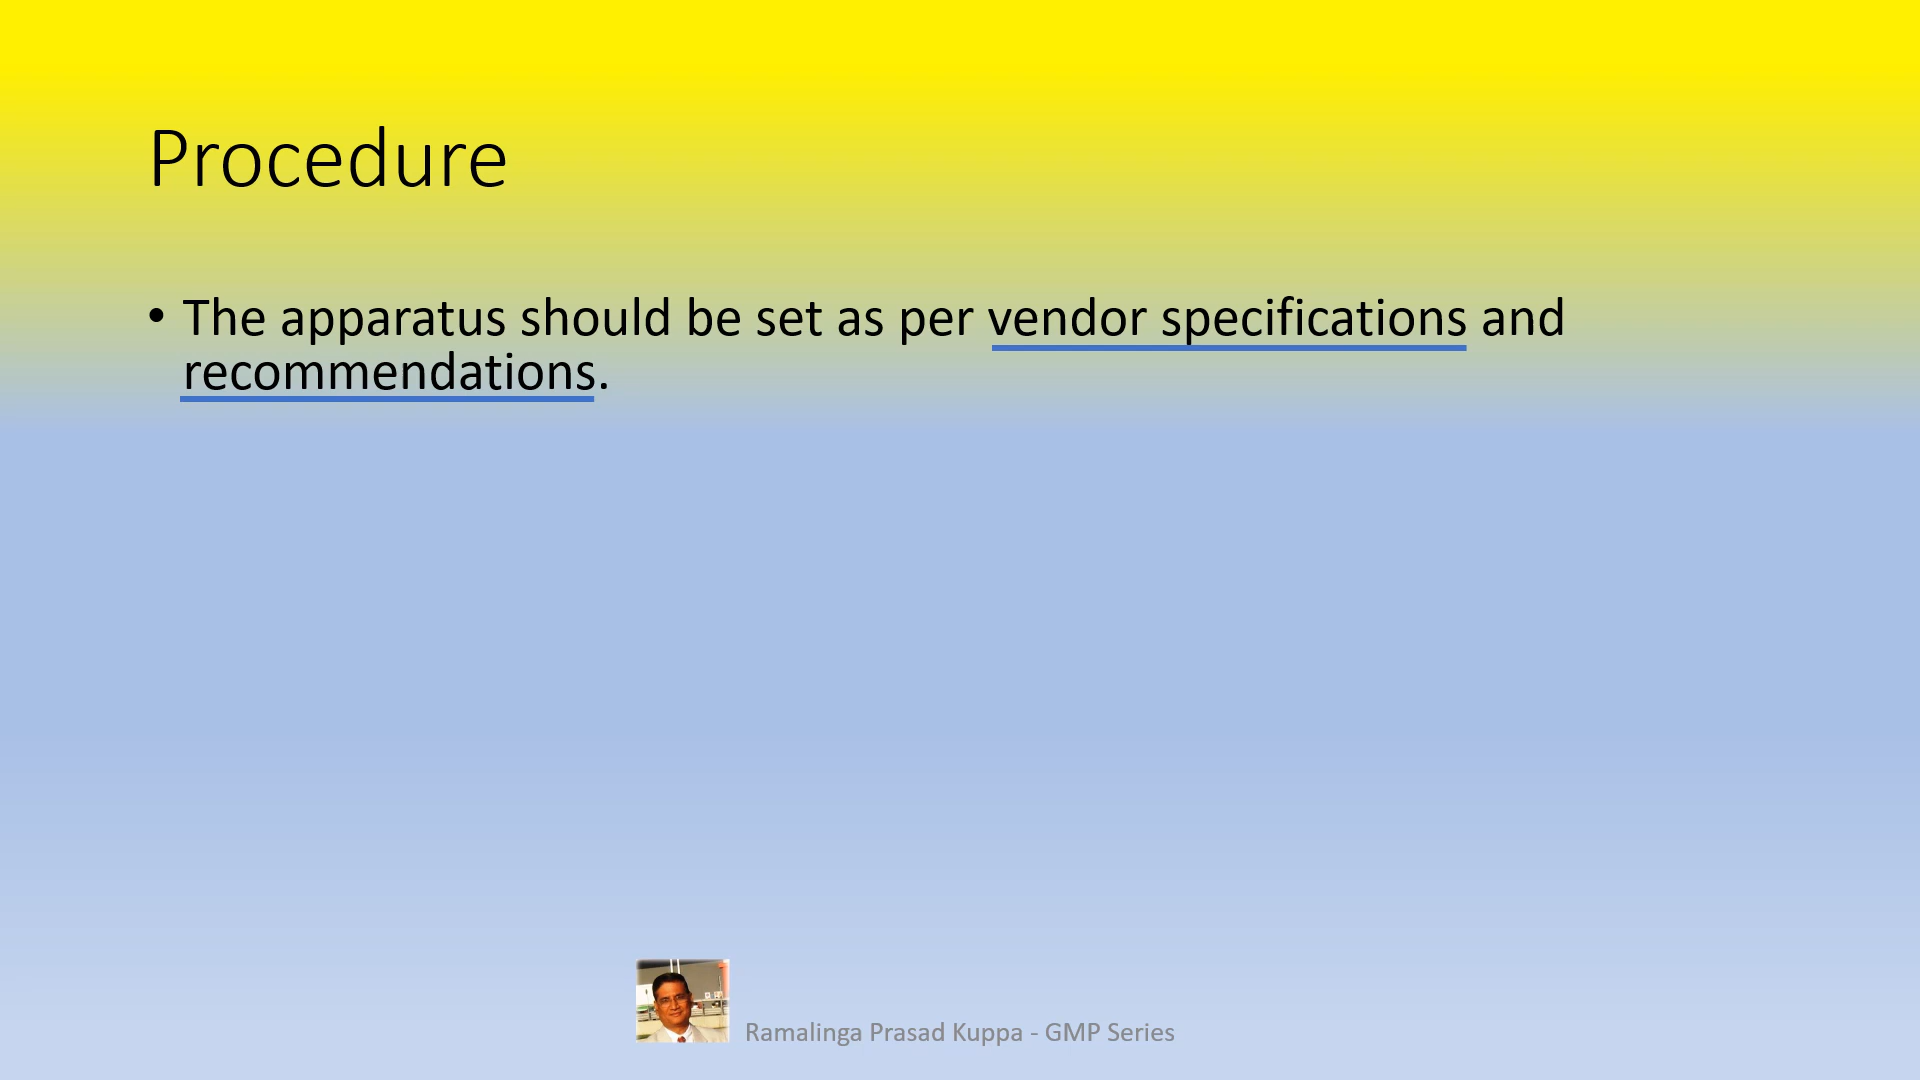 Procedure
• The apparatus should be set as per vendor specifications and
recommendations.
Ramalinga Prasad Kuppa - GMP Series